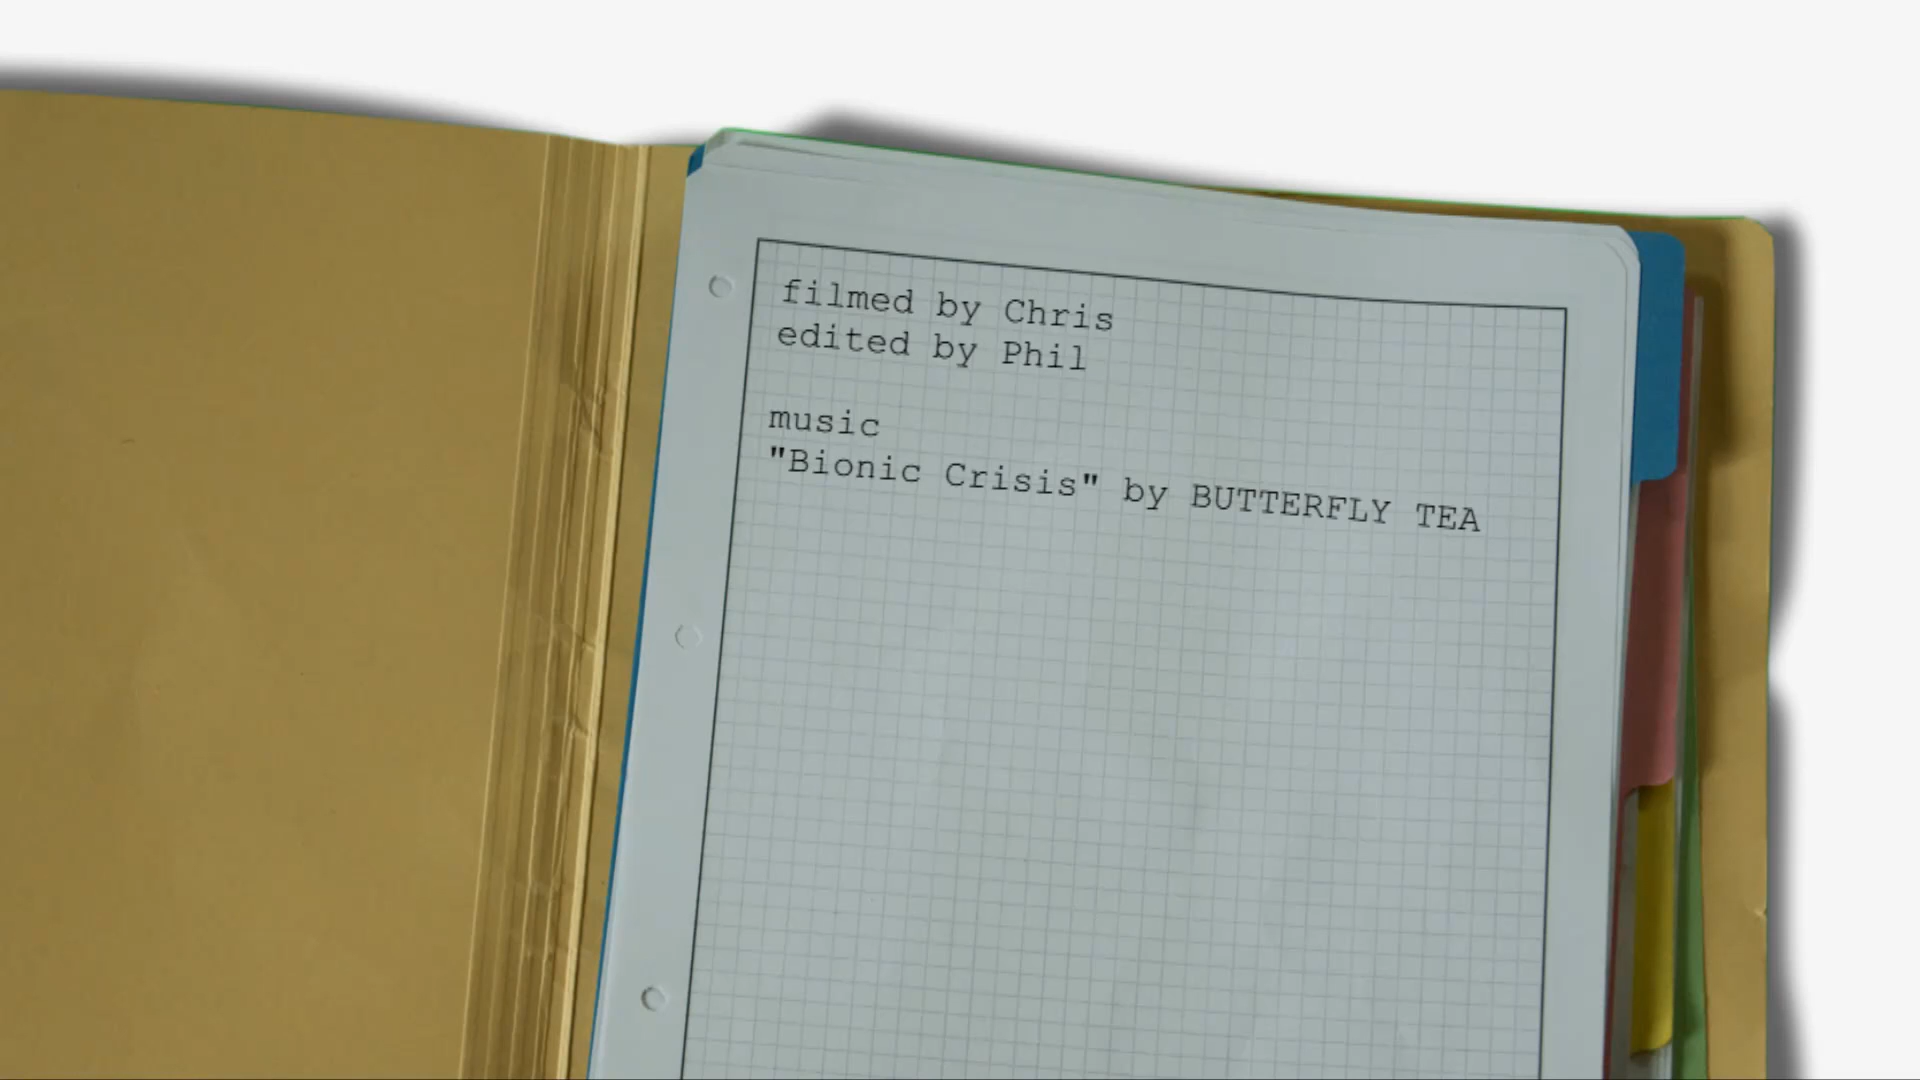 filmed by Chris
edited by Phil
music
"Bionic Crisis" by BUTTERFLY TEA